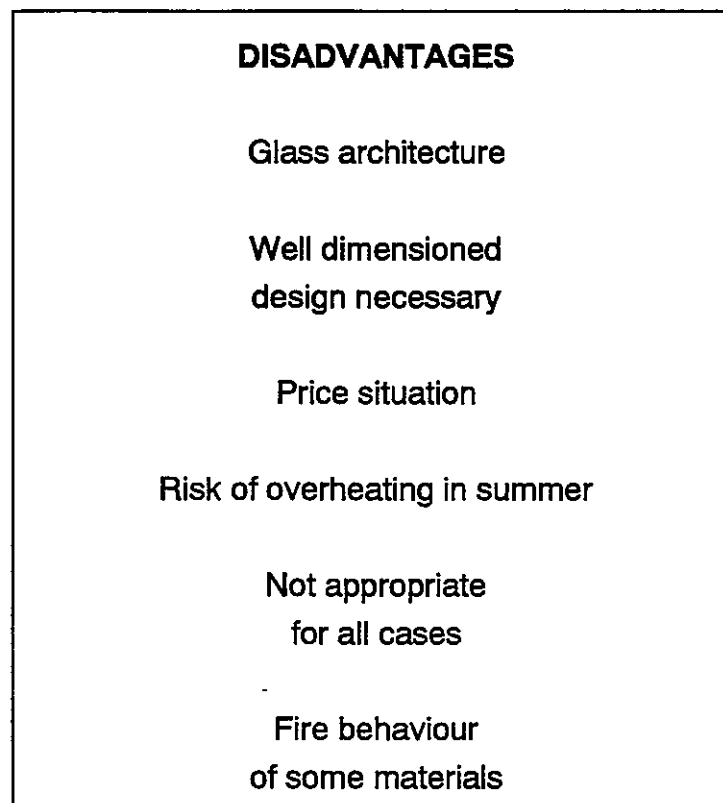 DISADVANTAGES
Glass architecture
Well dimensioned
design necessary
Price situation
Risk of overheating in summer
Not appropriate
for all cases
Fire behaviour
of some materials